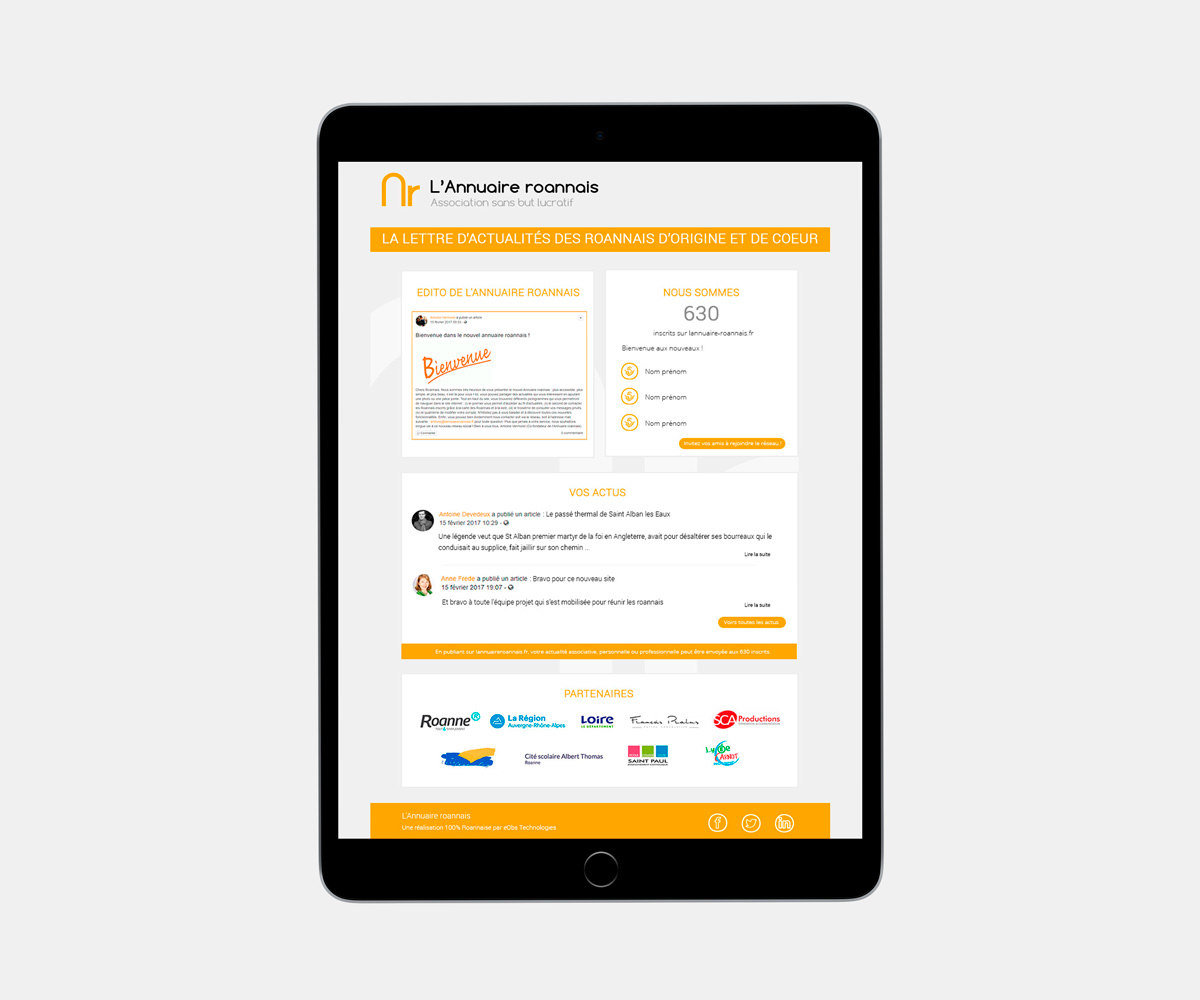 L'Annuaire roannais
Association sans but lucratif
LA LETTRE D'ACTUALITÉS DES ROANNAIS D'ORIGINE ET DE COEUR
EDITO DE L'ANNUAIRE ROANNAIS
a publié un article
Bienvenue dans le nouvel annuaire roannais !
Bienvenue
NOUS SOMMES
630
inscrits sur lannuaire-roannais.fr
Bienvenue aux nouveaux !
Nom prénom
Nom prénom
Nom prénom
Invitez vos amis à rejoindre le réseau !
VOS ACTUS
Antoine Devedeux a publié un article : Le passé thermal de Saint Alban les Eaux
15 février 2017 10:29 -
Une légende veut que St Alban premier martyr de la foi en Angleterre, avait pour désaltérer ses bourreaux qui le
conduisait au supplice, fait jaillir sur son chemin ...
Lire la suite
Anne Frede a publié un article : Bravo pour ce nouveau site
15 février 2017 19:07 -
Et bravo à toute l'équipe projet qui s'est mobilisée pour réunir les roannais
Lire la suite
Voirs toutes les actus
En publiant sur lannuaireroannais.fr, votre actualité associative, personnelle ou professionnelle peut être envoyée aux 630 inscrits.
PARTENAIRES
Roanne
La Région
Auvergne-Rhône-Alpes
Loire
LE DÉPARTEMENT
François Pralus
SCA Productions
Cité scolaire Albert Thomas
Roanne
SAINT PAUL
Lycée
CARNOT
L'Annuaire roannais
Une réalisation 100% Roannaise par eObs Technologies